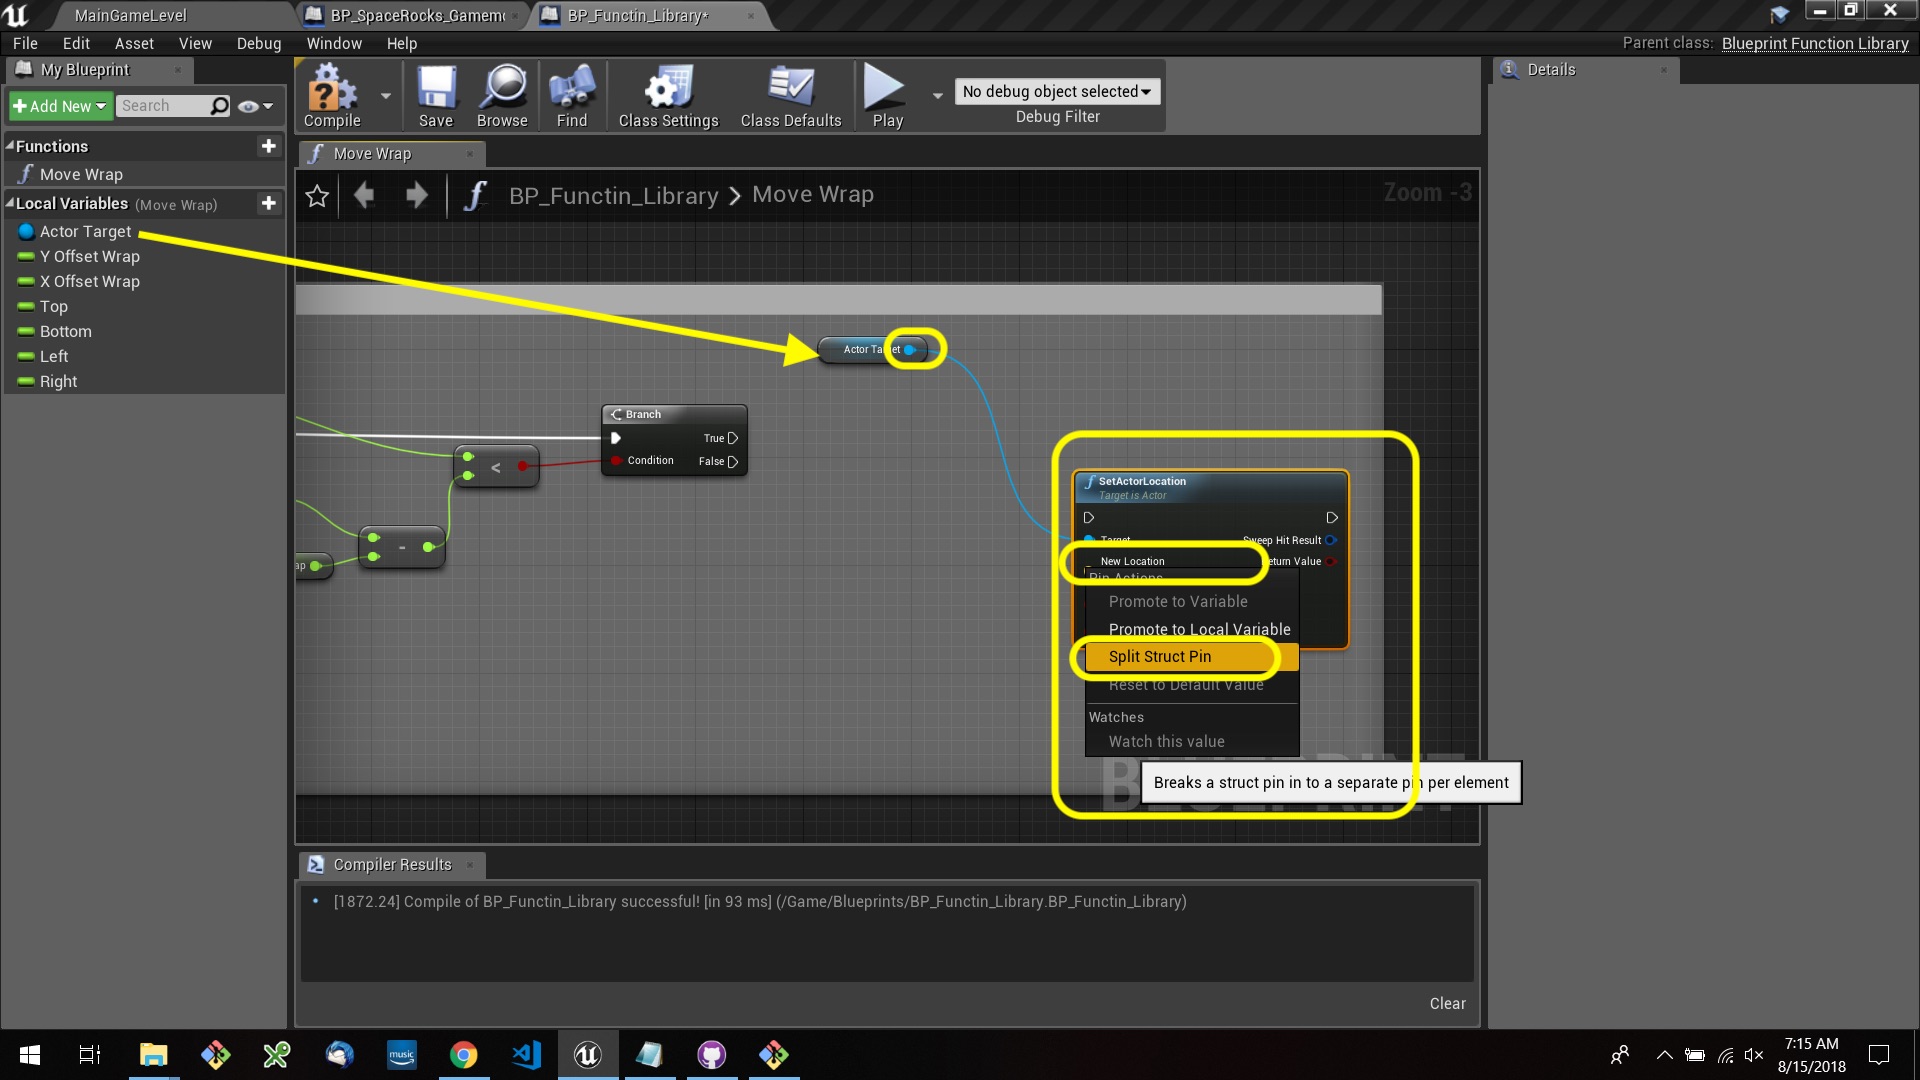 MainGameLevel
BP_SpaceRocks_Gamem
BP_Functin_Library*
File Edit Asset View Debug Window Help
Parent class: Blueprint Function Library
My Blueprint
Details
Add New
Search
Compile
Save
Browse
Find
Class Settings
Class Defaults
Play
No debug object selected
Debug Filter
Functions
Move Wrap
Local Variables (Move Wrap)
Actor Target
Y Offset Wrap
X Offset Wrap
Top
Bottom
Left
Right
Move Wrap
BP_Functin_Library > Move Wrap
Zoom -3
Actor Target
Branch
True
Condition
False
<
-
ap
SetActorLocation
Target is Actor
Target
Sweep Hit Result
New Location
Return Value
Pin Actions
Promote to Variable
Promote to Local Variable
Split Struct Pin
Reset to Default Value
Watches
Watch this value
BLUEPRINT
Breaks a struct pin in to a separate pin per element
Compiler Results
[1872.24] Compile of BP_Functin_Library successful! [in 93 ms] (/Game/Blueprints/BP_Functin_Library.BP_Functin_Library)
Clear
music
7:15 AM
8/15/2018